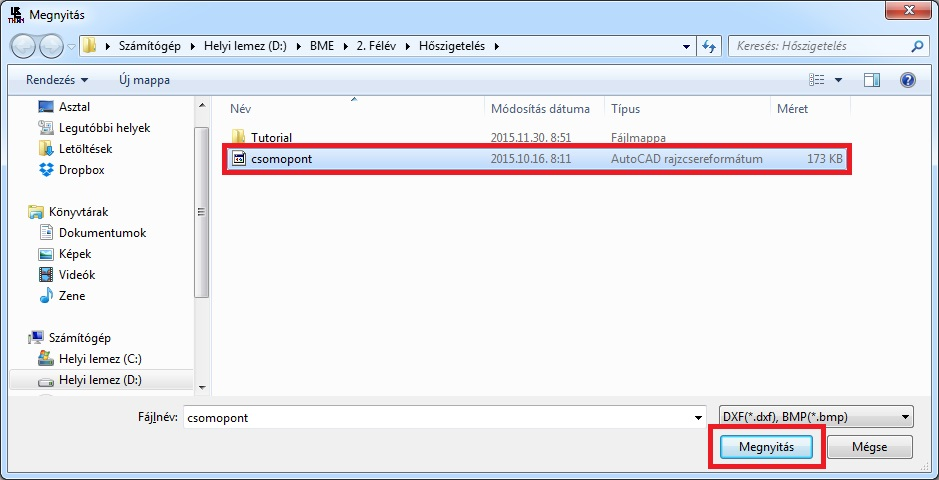 Megnyitás
Számítógép Helyi lemez (D:) BME 2. Félév Hőszigetelés Keresés: Hőszigetelés
Rendezés Új mappa
Asztal
Legutóbbi helyek
Letöltések
Dropbox
Könyvtárak
Dokumentumok
Képek
Videók
Zene
Számítógép
Helyi lemez (C:)
Helyi lemez (D:)
Név Módosítás dátuma Típus Méret
Tutorial 2015.11.30. 8:51 Fájlmappa
csomopont 2015.10.16. 8:11 AutoCAD rajzcsereformátum 173 KB
Fájlnév: csomopont DXF(*.dxf), BMP(*.bmp)
Megnyitás Mégse